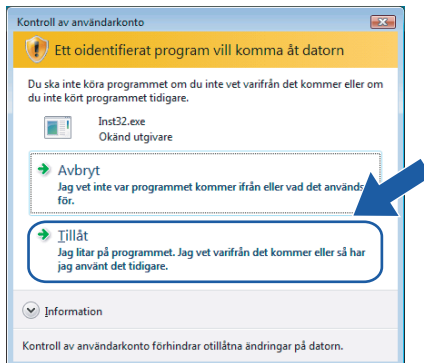 Kontroll av användarkonto
Ett oidentifierat program vill komma åt datorn
Du ska inte köra programmet om du inte vet varifrån det kommer eller om
du inte kört programmet tidigare.
Inst32.exe
Okänd utgivare
Avbryt
Jag vet inte var programmet kommer ifrån eller vad det används
för.
Tillåt
Jag litar på programmet. Jag vet varifrån det kommer eller så har
jag använt det tidigare.
Information
Kontroll av användarkonto förhindrar otillåtna ändringar på datorn.